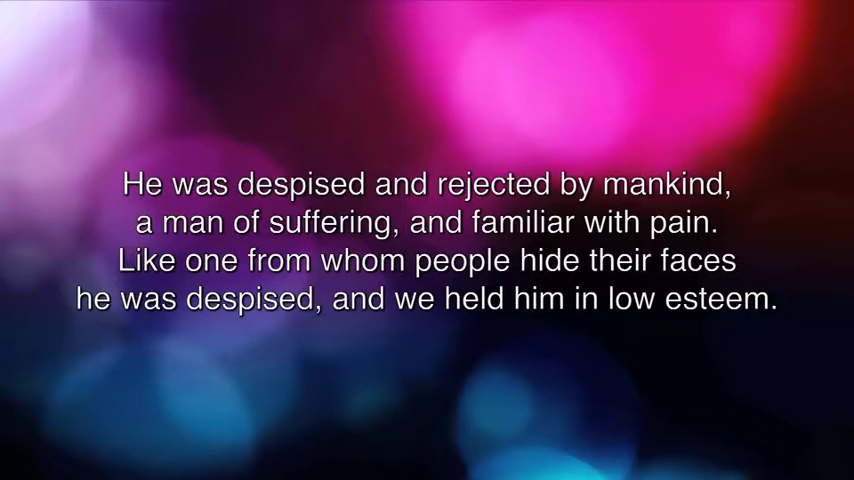 He was despised and rejected by mankind,
a man of suffering, and familiar with pain.
Like one from whom people hide their faces
he was despised, and we held him in low esteem.